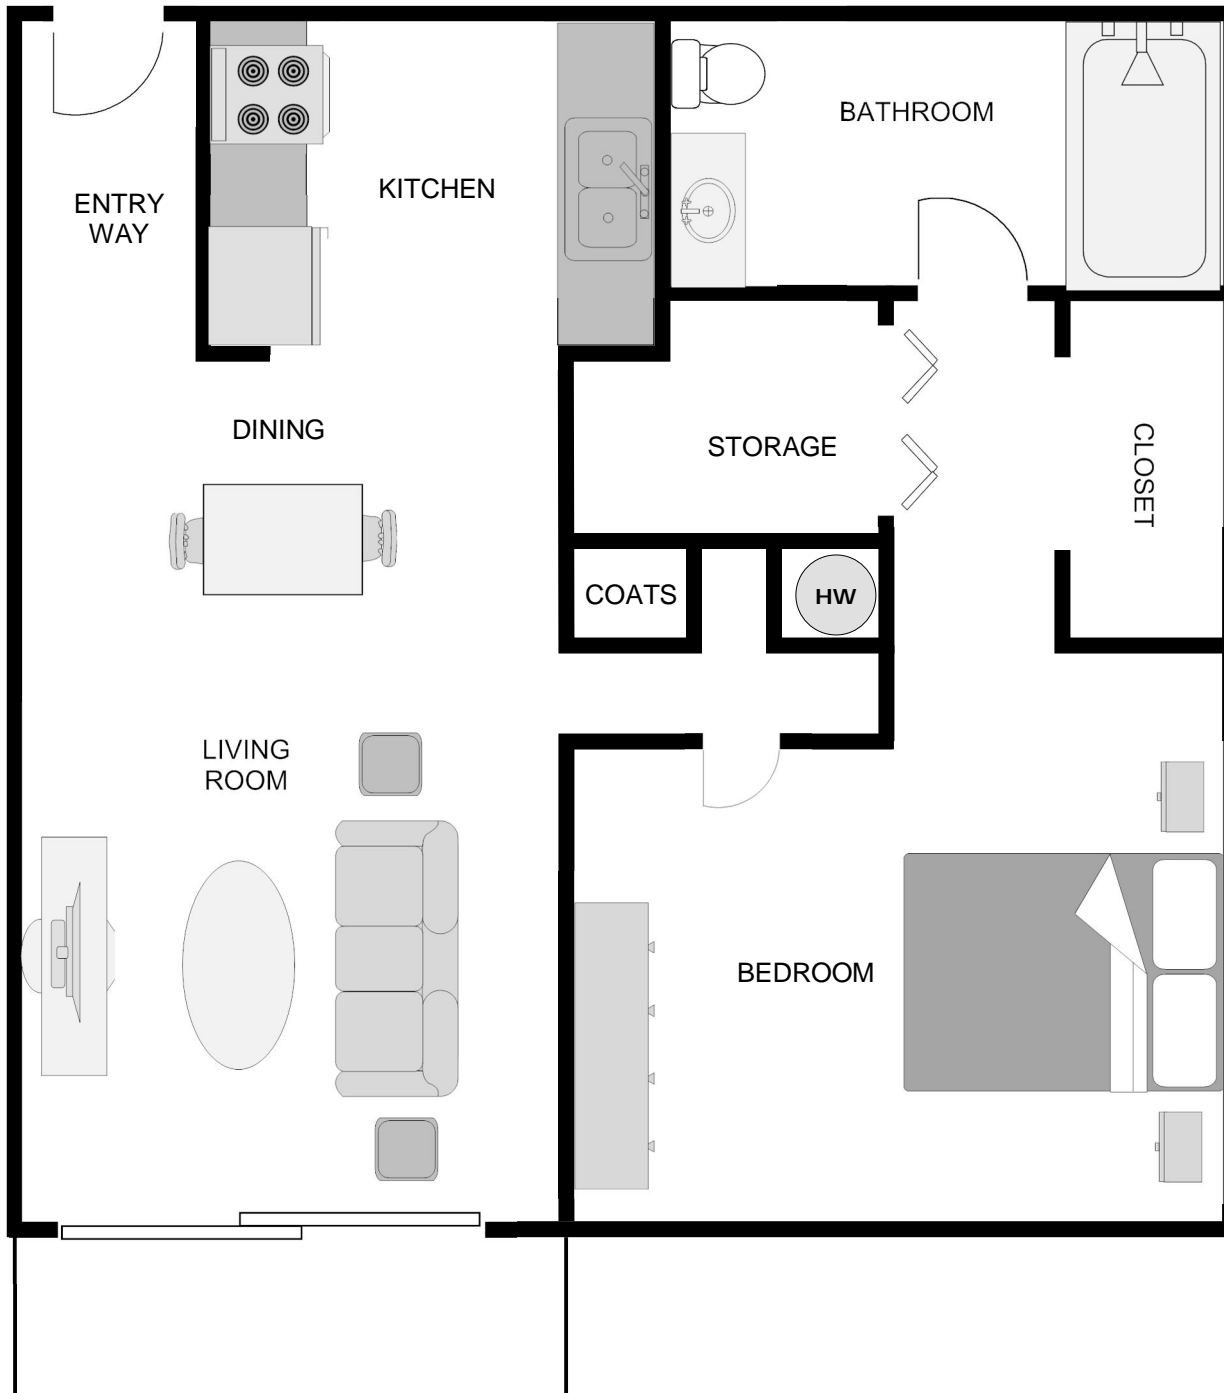 BATHROOM
KITCHEN
ENTRY
WAY
DINING
STORAGE
CLOSET
COATS
HW
LIVING
ROOM
BEDROOM